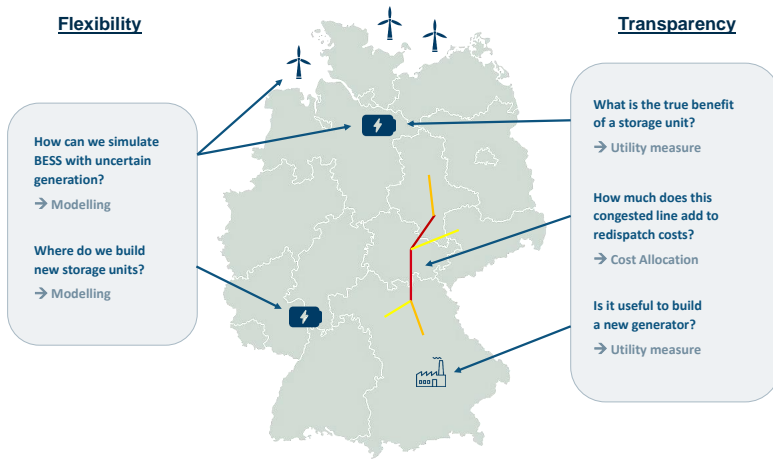 Flexibility
How can we simulate
BESS with uncertain
generation?
→ Modelling
Where do we build
new storage units?
→ Modelling
Transparency
What is the true benefit
of a storage unit?
→ Utility measure
How much does this
congested line add to
redispatch costs?
→ Cost Allocation
Is it useful to build
a new generator?
→ Utility measure